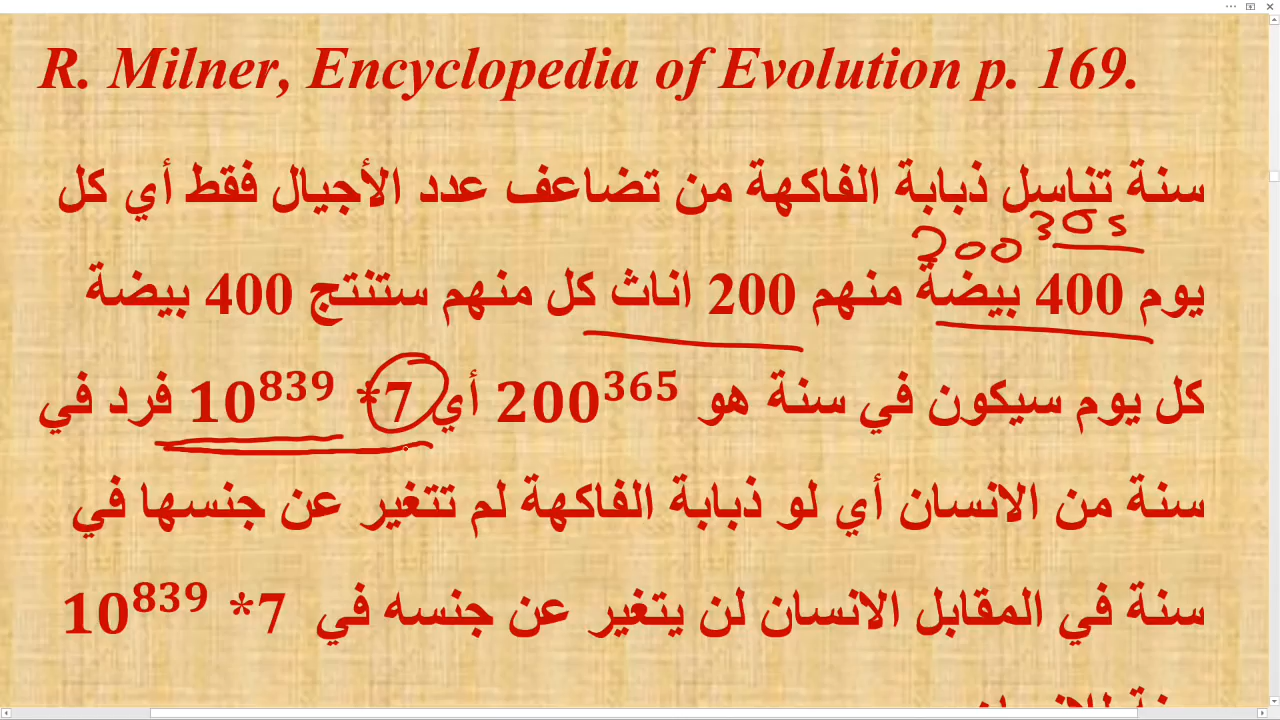 R. Milner, Encyclopedia of Evolution p. 169.
سنة تناسل ذبابة الفاكهة من تضاعف عدد الأجيال فقط أي كل
200³⁶⁵
يوم 400 بيضة منهم 200 اناث كل منهم ستنتج 400 بيضة
كل يوم سيكون في سنة هو 200³⁶⁵ أي 7* 10⁸³⁹ فرد في
سنة من الانسان أي لو ذبابة الفاكهة لم تتغير عن جنسها في
سنة في المقابل الانسان لن يتغير عن جنسه في 7* 10⁸³⁹